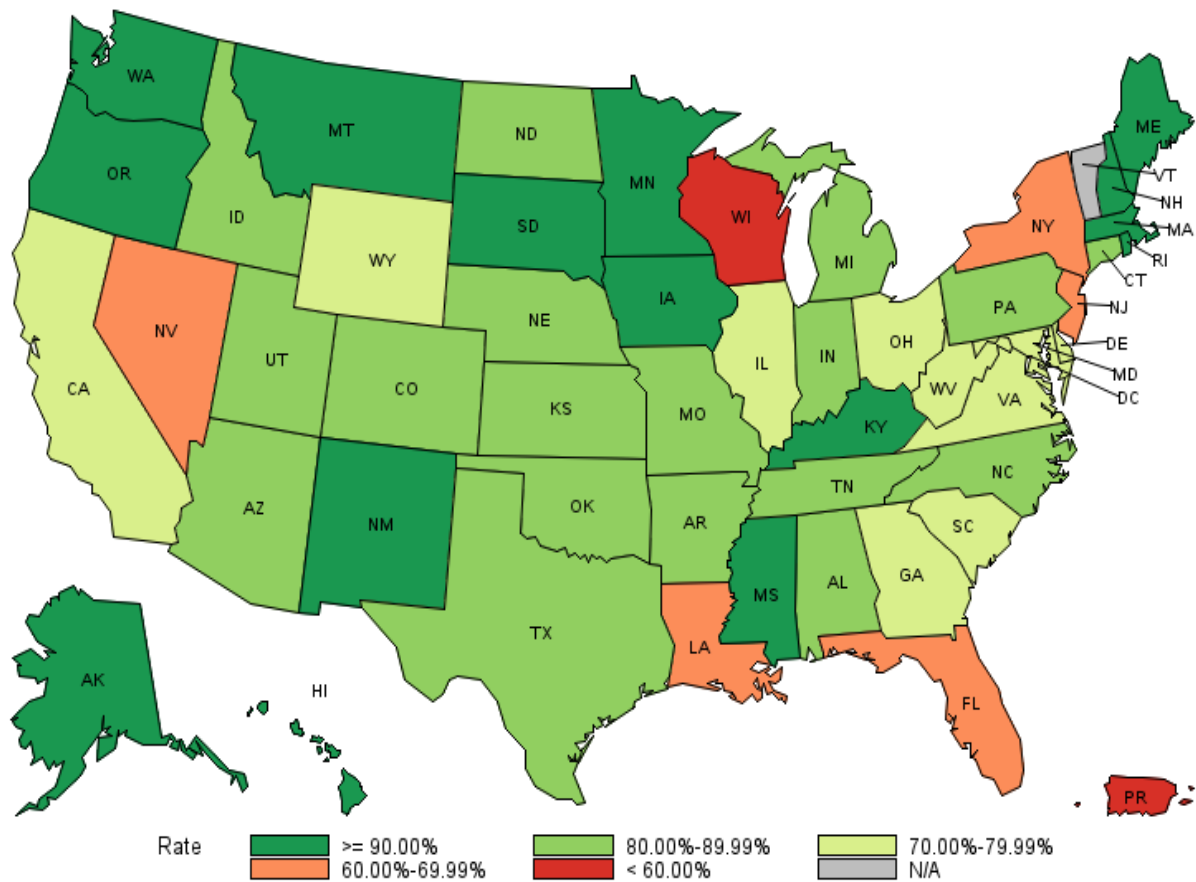 WA
MT
ND
MN
ME
OR
ID
SD
WI
MI
NY
VT
NH
MA
RI
CT
WY
IA
NE
PA
NJ
NV
UT
CO
KS
MO
IL
IN
OH
WV
VA
DE
MD
DC
CA
KY
AZ
NM
OK
AR
TN
NC
SC
TX
LA
MS
AL
GA
FL
AK
HI
PR
Rate
>= 90.00%
80.00%-89.99%
70.00%-79.99%
60.00%-69.99%
< 60.00%
N/A